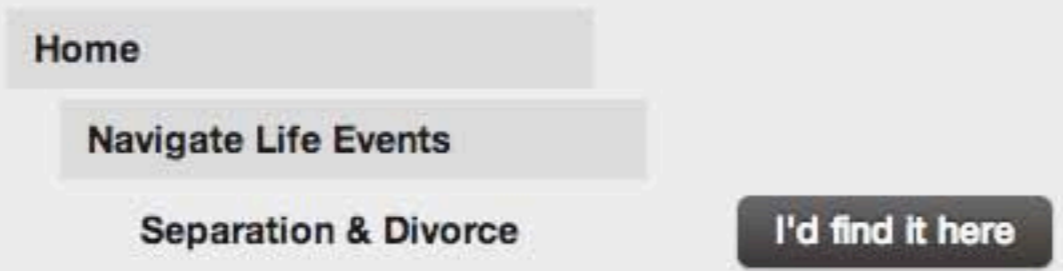 Home
Navigate Life Events
Separation & Divorce I'd find it here